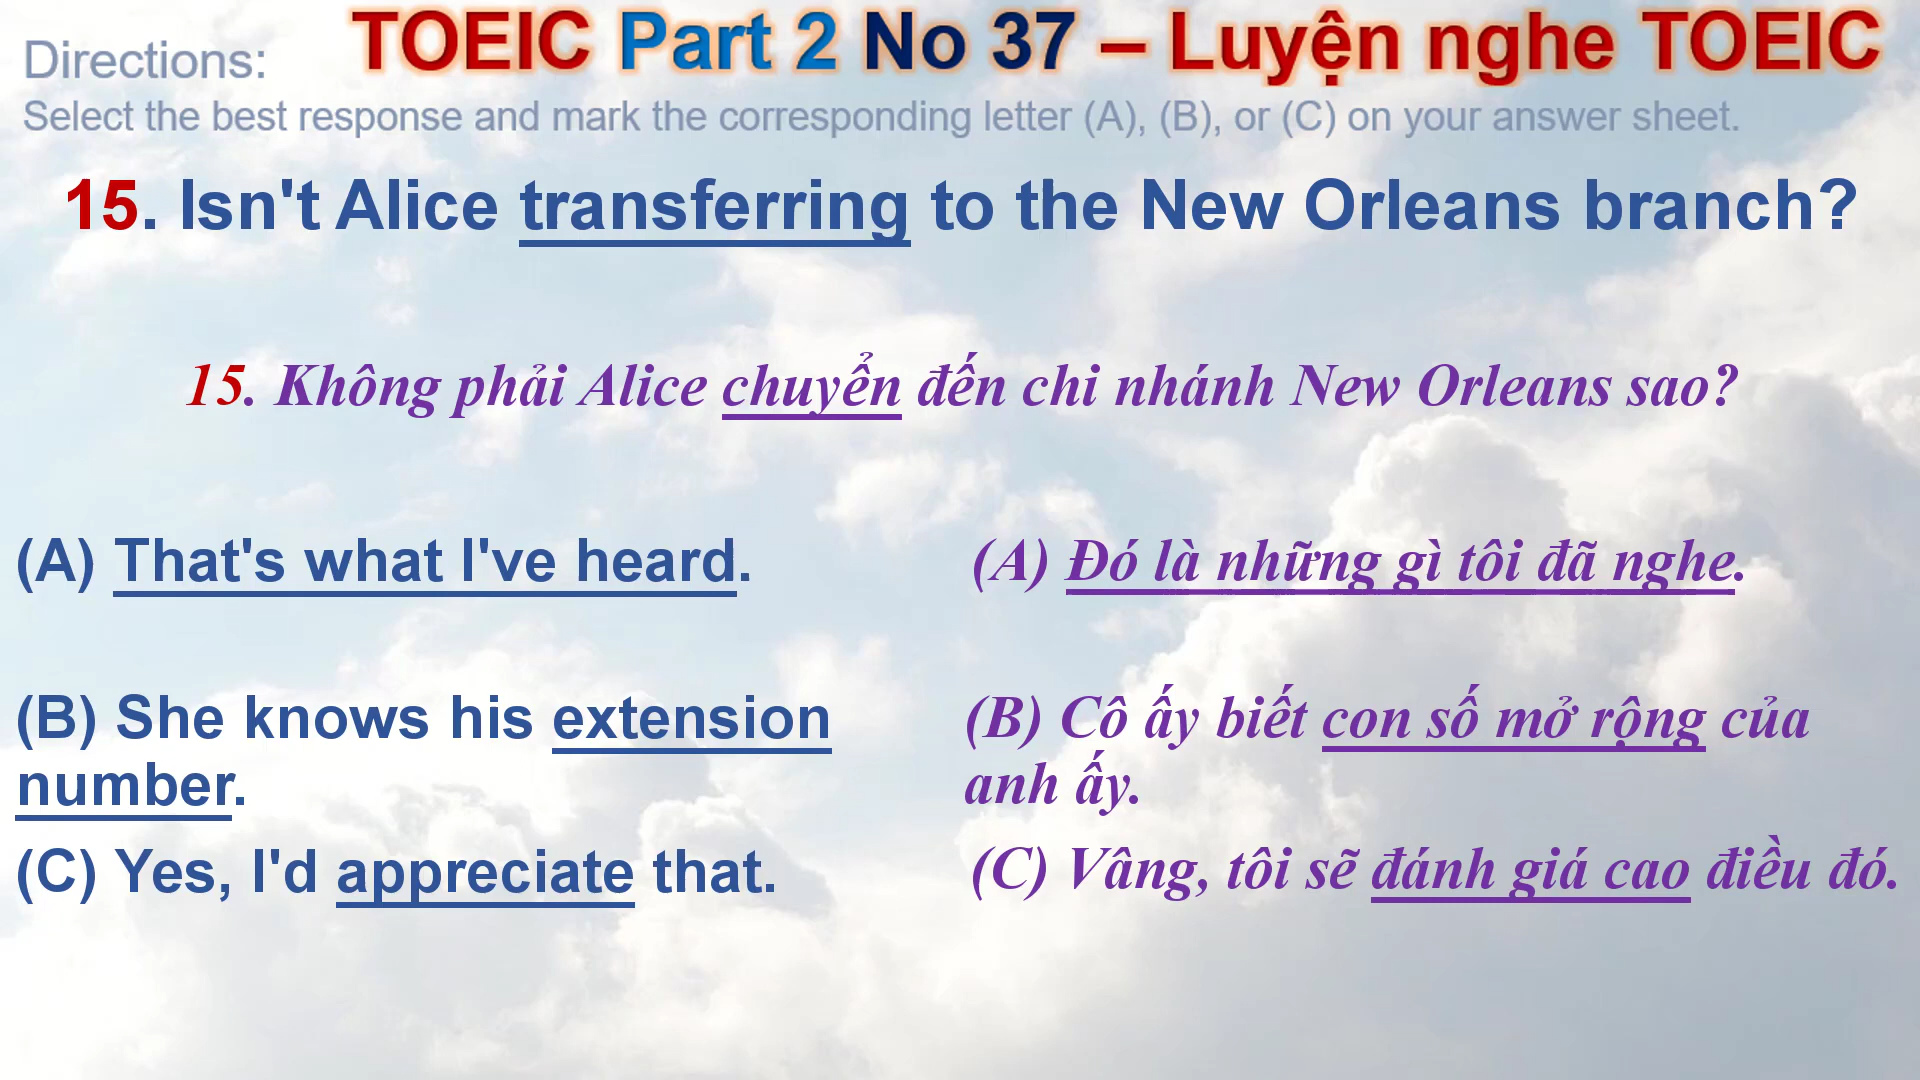 TOEIC Part 2 No 37 – Luyện nghe TOEIC
Directions:
Select the best response and mark the corresponding letter (A), (B), or (C) on your answer sheet.
15. Isn't Alice transferring to the New Orleans branch?
15. Không phải Alice chuyển đến chi nhánh New Orleans sao?
(A) That's what I've heard.
(A) Đó là những gì tôi đã nghe.
(B) She knows his extension
number.
(B) Cô ấy biết con số mở rộng của
anh ấy.
(C) Yes, I'd appreciate that.
(C) Vâng, tôi sẽ đánh giá cao điều đó.